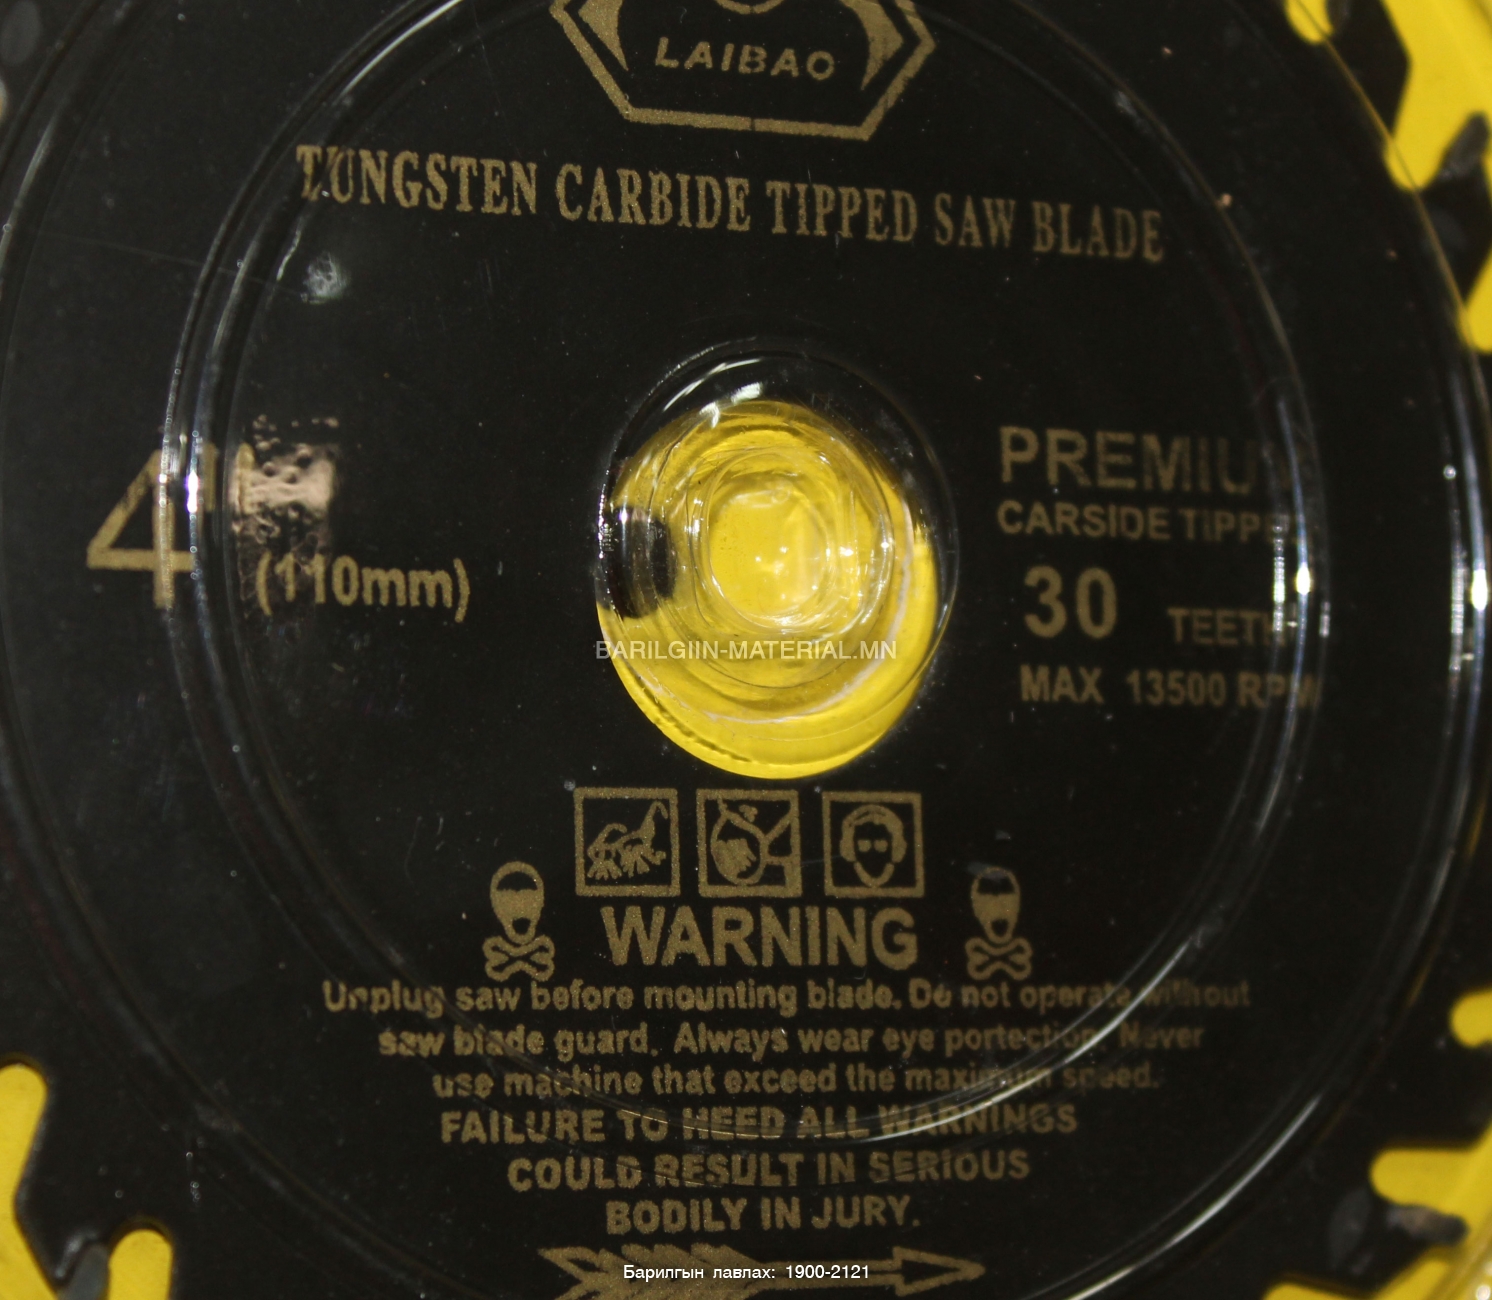 LAIBAO
TUNGSTEN CARBIDE TIPPED SAW BLADE
4"
(110mm)
PREMIUM
CARSIDE TIPPED
30 TEETH
MAX 13500 RPM
BARILGIIN-MATERIAL.MN
WARNING
Unplug saw before mounting blade. Do not operate without
saw blade guard. Always wear eye portection. Never
use machine that exceed the maximum speed.
FAILURE TO HEED ALL WARNINGS
COULD RESULT IN SERIOUS
BODILY IN JURY.
Барилгын лавлах: 1900-2121